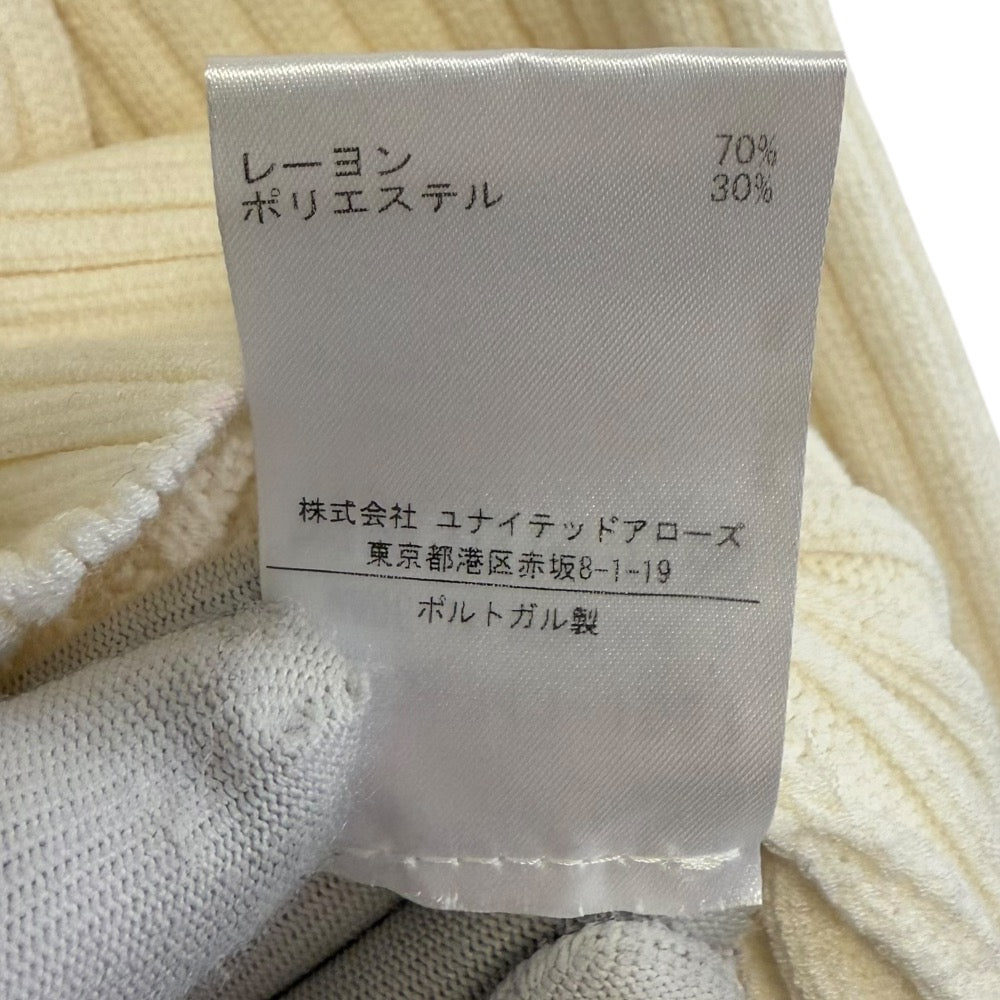 レーヨン 70%
ポリエステル 30%
株式会社 ユナイテッドアローズ
東京都港区赤坂8-1-19
ポルトガル製